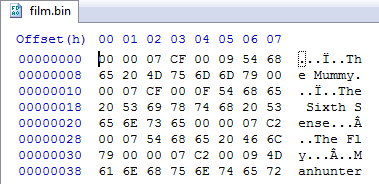 film.bin
Offset(h) 00 01 02 03 04 05 06 07
00000000 00 00 07 CF 00 09 54 68 ...Ï..Th
00000008 65 20 4D 75 6D 6D 79 00 e Mummy.
00000010 00 07 CF 00 0F 54 68 65 ..Ï..The
00000018 20 53 69 78 74 68 20 53 Sixth S
00000020 65 6E 73 65 00 00 07 C2 ense...Â
00000028 00 07 54 68 65 20 46 6C ..The Fl
00000030 79 00 00 07 C2 00 09 4D y...Â..M
00000038 61 6E 68 75 6E 74 65 72 anhunter